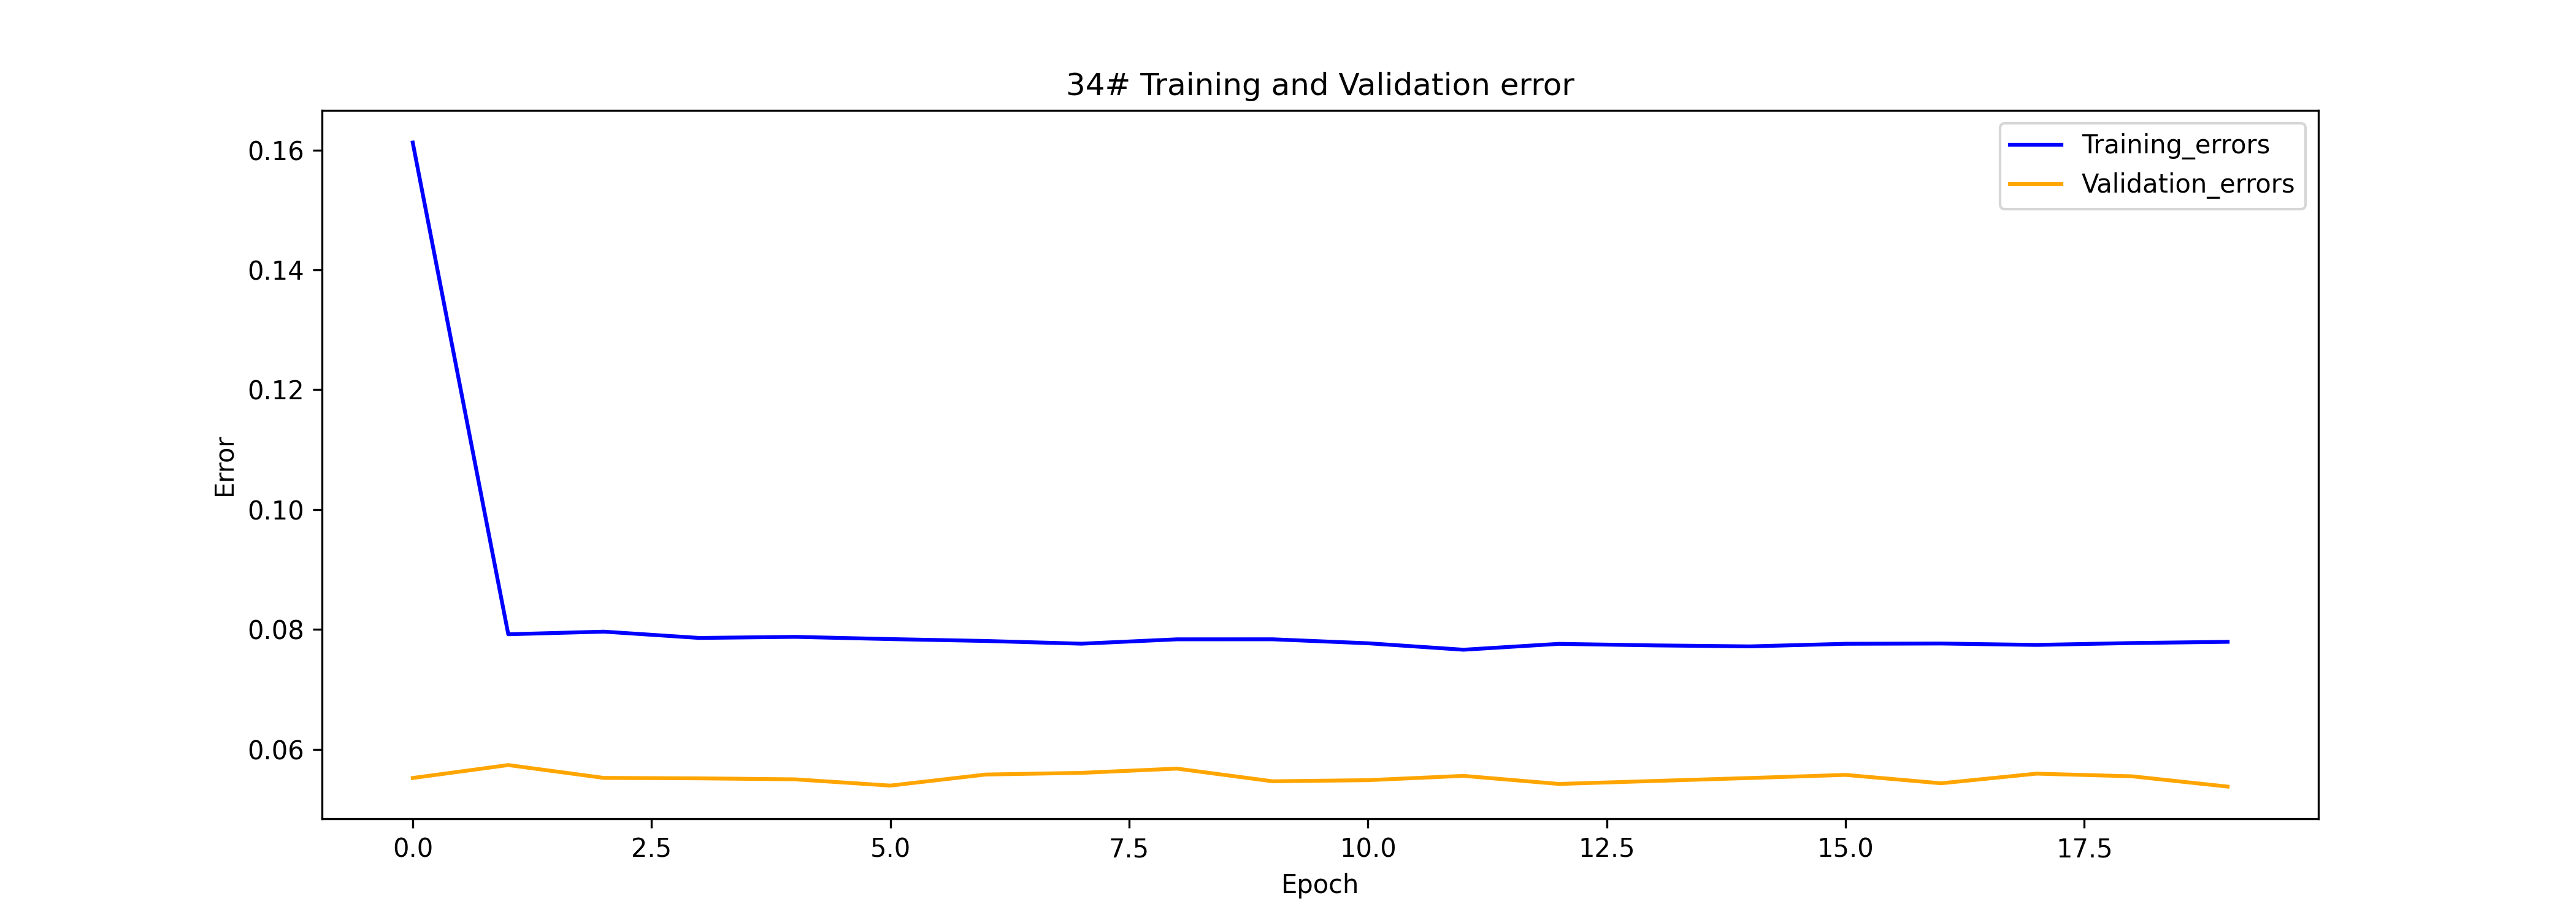 34# Training and Validation error
Training_errors
Validation_errors
Error
0.16
0.14
0.12
0.10
0.08
0.06
0.0 2.5 5.0 7.5 10.0 12.5 15.0 17.5
Epoch